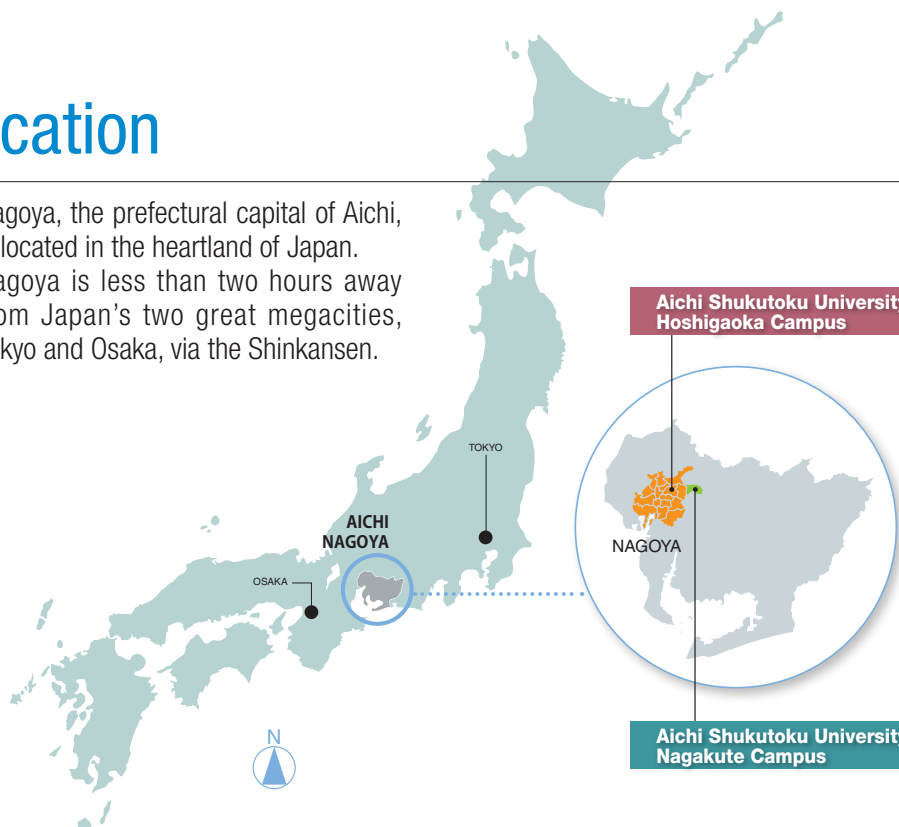 cation
agoya, the prefectural capital of Aichi,
located in the heartland of Japan.
agoya is less than two hours away
om Japan's two great megacities,
kyo and Osaka, via the Shinkansen.
Aichi Shukutoku University
Hoshigaoka Campus
TOKYO
AICHI
NAGOYA
NAGOYA
OSAKA
N
Aichi Shukutoku University
Nagakute Campus